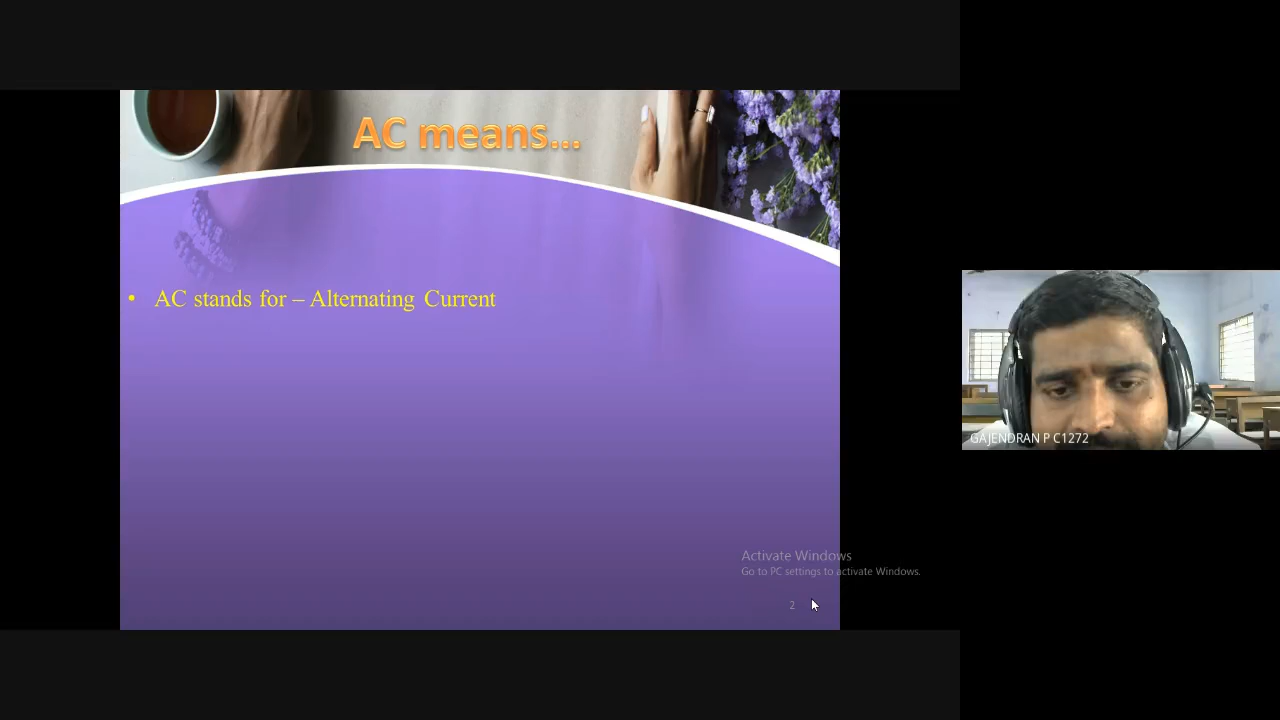 AC means...
• AC stands for – Alternating Current
GAJENDRAN P C1272
Activate Windows
Go to PC settings to activate Windows.
2